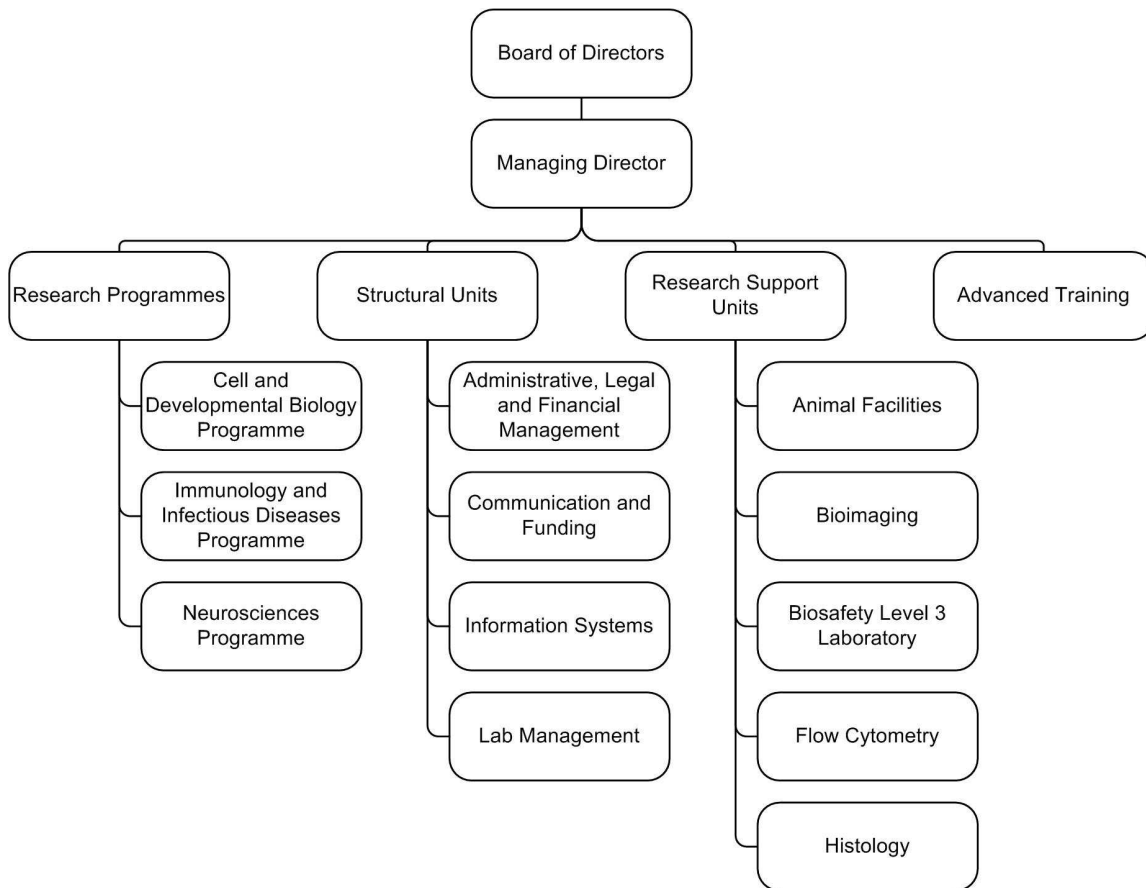 Board of Directors
Managing Director
Research Programmes
Structural Units
Research Support
Units
Advanced Training
Cell and
Developmental Biology
Programme
Immunology and
Infectious Diseases
Programme
Neurosciences
Programme
Administrative, Legal
and Financial
Management
Communication and
Funding
Information Systems
Lab Management
Animal Facilities
Bioimaging
Biosafety Level 3
Laboratory
Flow Cytometry
Histology